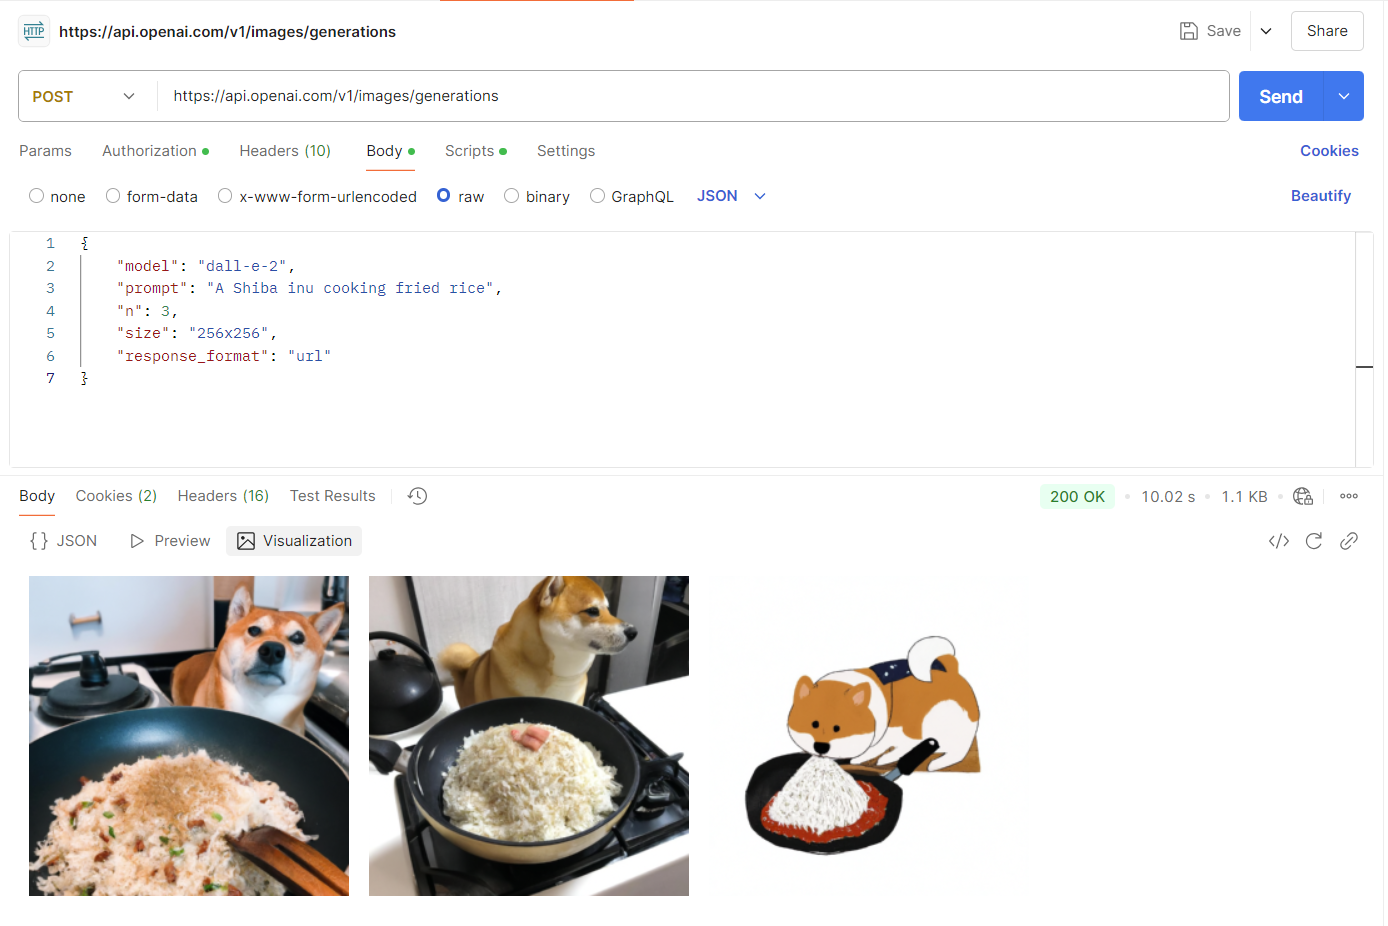 HTTP https://api.openai.com/v1/images/generations Save Share
POST https://api.openai.com/v1/images/generations Send
Params Authorization Headers (10) Body Scripts Settings Cookies
none form-data x-www-form-urlencoded raw binary GraphQL JSON Beautify
1 {
2 "model": "dall-e-2",
3 "prompt": "A Shiba inu cooking fried rice",
4 "n": 3,
5 "size": "256x256",
6 "response_format": "url"
7 }
Body Cookies (2) Headers (16) Test Results 200 OK 10.02 s 1.1 KB
{} JSON Preview Visualization </>